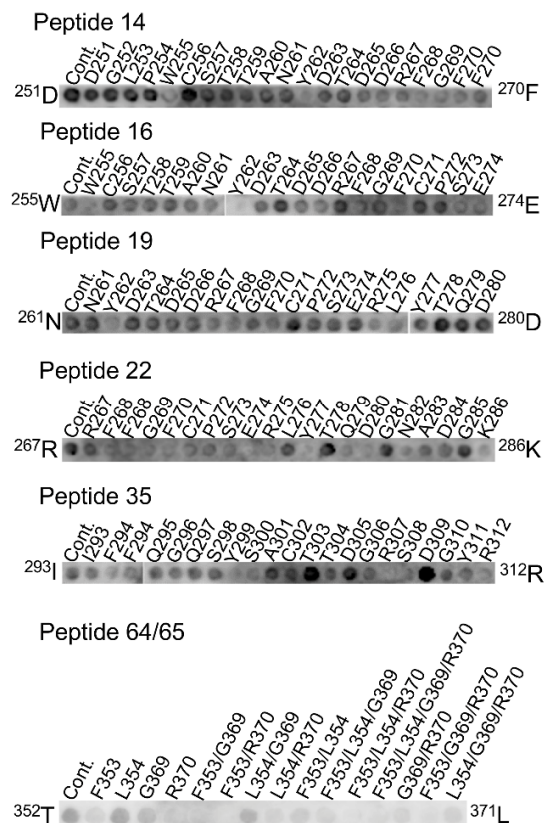 Peptide 14
Cont. D251 G252 L253 P254 W255 C256 S257 T258 T259 A260 N261 Y262 D263 T264 D265 D266 R267 F268 G269 F270 F270
251D 270F
Peptide 16
Cont. W255 C256 S257 T258 T259 A260 N261 Y262 D263 T264 D265 D266 R267 F268 G269 F270 C271 P272 S273 E274
255W 274E
Peptide 19
Cont. N261 Y262 D263 T264 D265 D266 R267 F268 G269 F270 C271 P272 S273 E274 R275 L276 Y277 T278 Q279 D280
261N 280D
Peptide 22
Cont. R267 F268 F268 G269 F270 C271 P272 S273 E274 R275 L276 Y277 T278 Q279 D280 G281 N282 A283 D284 G285 K286
267R 286K
Peptide 35
Cont. I293 F294 F294 Q295 G296 Q297 S298 Y299 S300 A301 C302 T303 T304 D305 G306 R307 S308 D309 G310 Y311 R312
293I 312R
Peptide 64/65
Cont. F353 L354 G369 R370 F353/G369 F353/R370 L354/G369 L354/R370 F353/L354 F353/L354/G369 F353/L354/R370 F353/L354/G369/R370 G369/R370 F353/G369/R370 L354/G369/R370
352T 371L